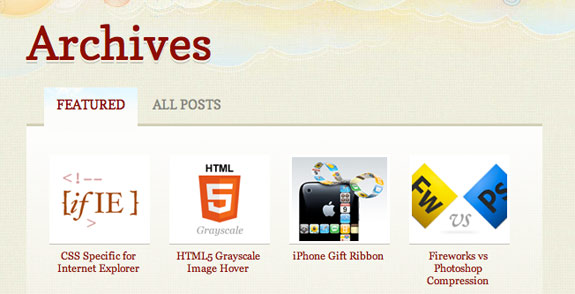 Archives
FEATURED
ALL POSTS
<!--
[if IE ]
>
HTML
5
Grayscale
FW
VS
PS
CSS Specific for
Internet Explorer
HTML5 Grayscale
Image Hover
iPhone Gift Ribbon
Fireworks vs
Photoshop
Compression